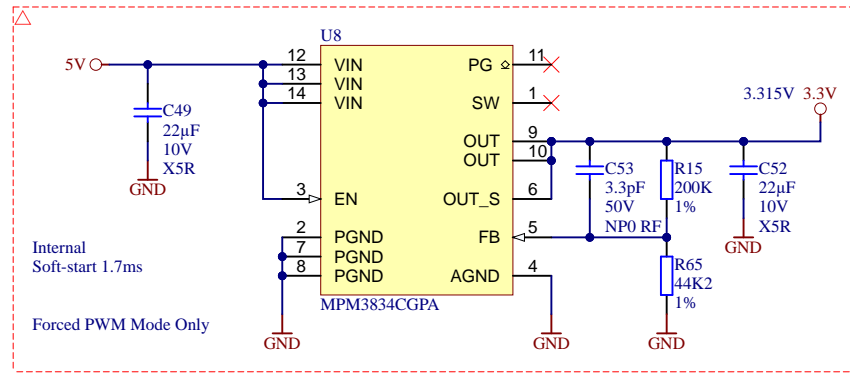 U8
5V
12 VIN
13 VIN
14 VIN
3 EN
2 PGND
7 PGND
8 PGND
PG 11
SW 1
OUT 9
OUT 10
OUT_S 6
FB 5
AGND 4
MPM3834CGPA
C49
22µF
10V
X5R
GND
Internal
Soft-start 1.7ms
Forced PWM Mode Only
GND
3.315V 3.3V
C53
3.3pF
50V
NP0 RF
R15
200K
1%
C52
22µF
10V
X5R
GND
R65
44K2
1%
GND
GND